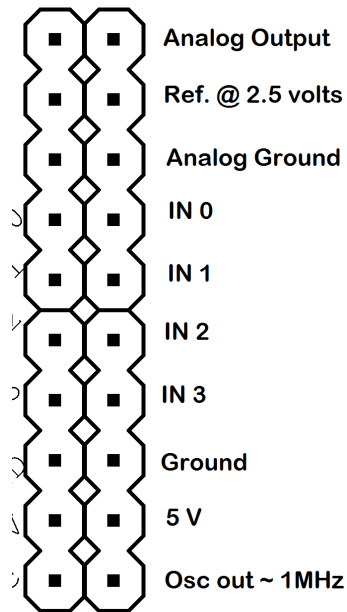 Analog Output
Ref. @ 2.5 volts
Analog Ground
IN 0
IN 1
IN 2
IN 3
Ground
5 V
Osc out ~ 1MHz